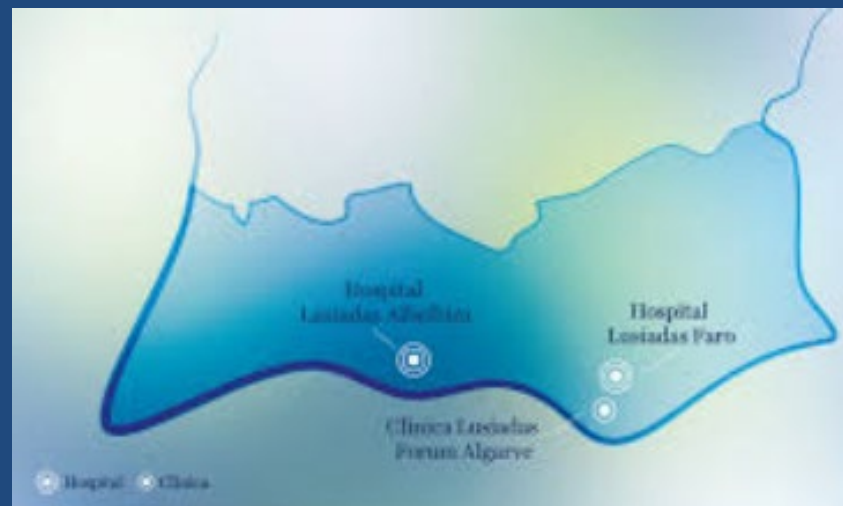 Hospital
Lusíadas Albufeira
Hospital
Lusíadas Faro
Clínica Lusíadas
Forum Algarve
Hospital
Clínica